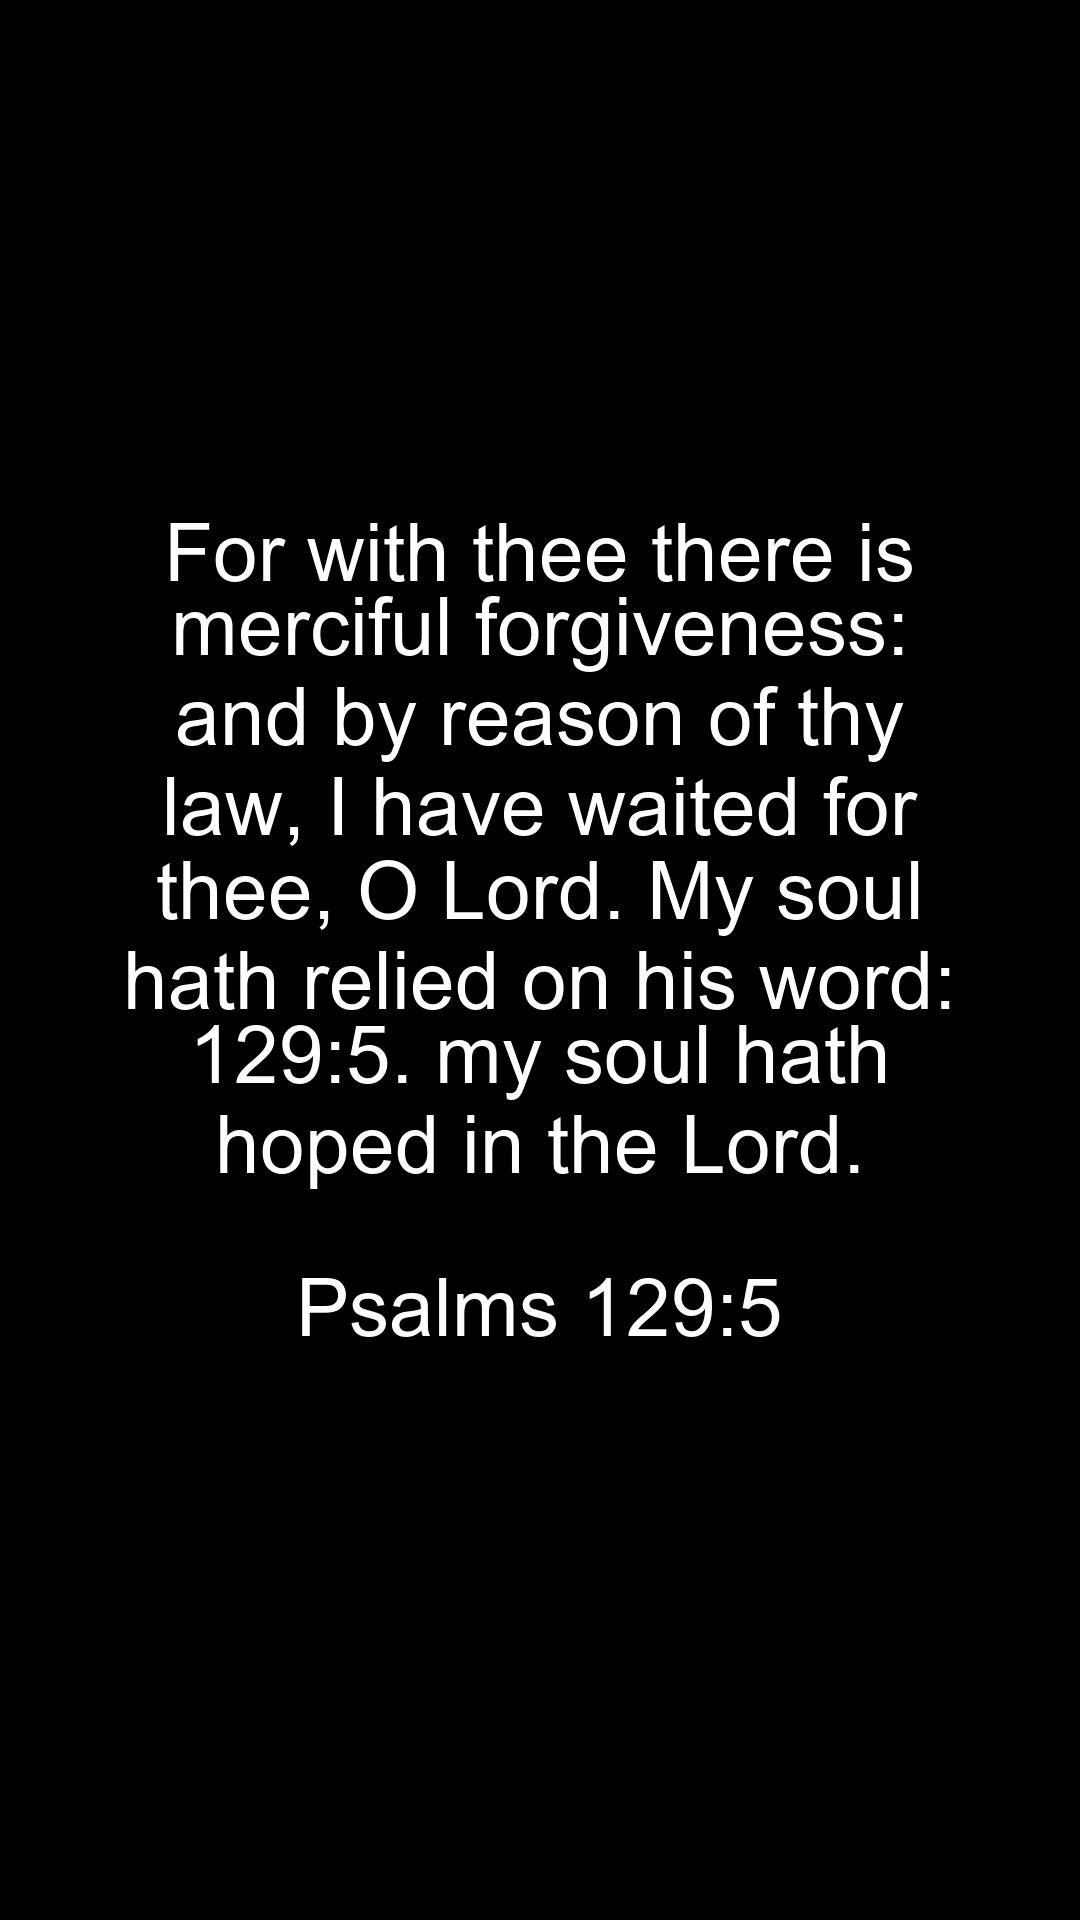 For with thee there is
merciful forgiveness:
and by reason of thy
law, I have waited for
thee, O Lord. My soul
hath relied on his word:
129:5. my soul hath
hoped in the Lord.
Psalms 129:5